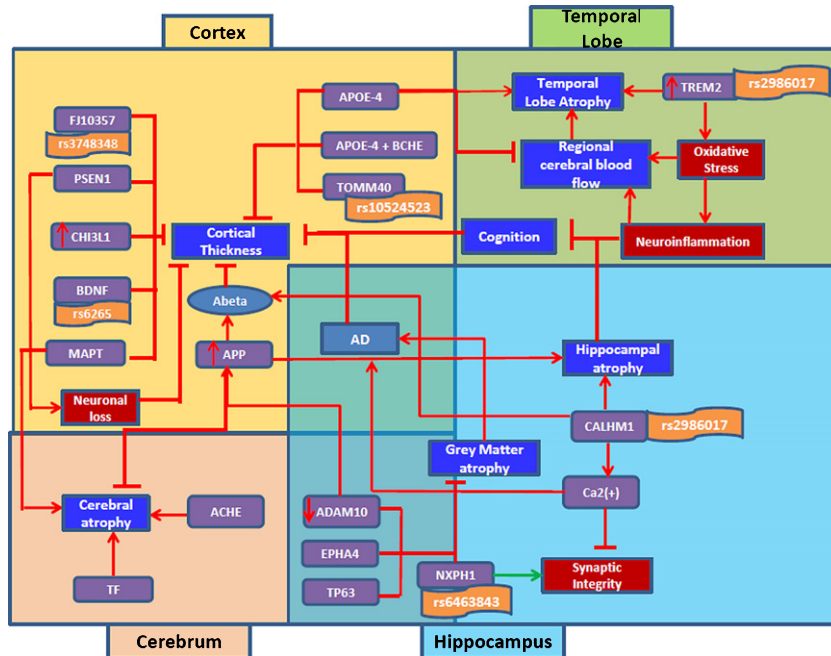 Cortex
Temporal
Lobe
FJ10357
rs3748348
PSEN1
CHI3L1
BDNF
rs6265
MAPT
Neuronal
loss
APOE-4
APOE-4 + BCHE
TOMM40
rs10524523
Cortical
Thickness
Abeta
APP
AD
Temporal
Lobe Atrophy
TREM2
rs2986017
Regional
cerebral blood
flow
Oxidative
Stress
Cognition
Neuroinflammation
Hippocampal
atrophy
CALHM1
rs2986017
Grey Matter
atrophy
Ca2(+)
Cerebral
atrophy
ACHE
TF
ADAM10
EPHA4
TP63
NXPH1
rs6463843
Synaptic
Integrity
Cerebrum
Hippocampus